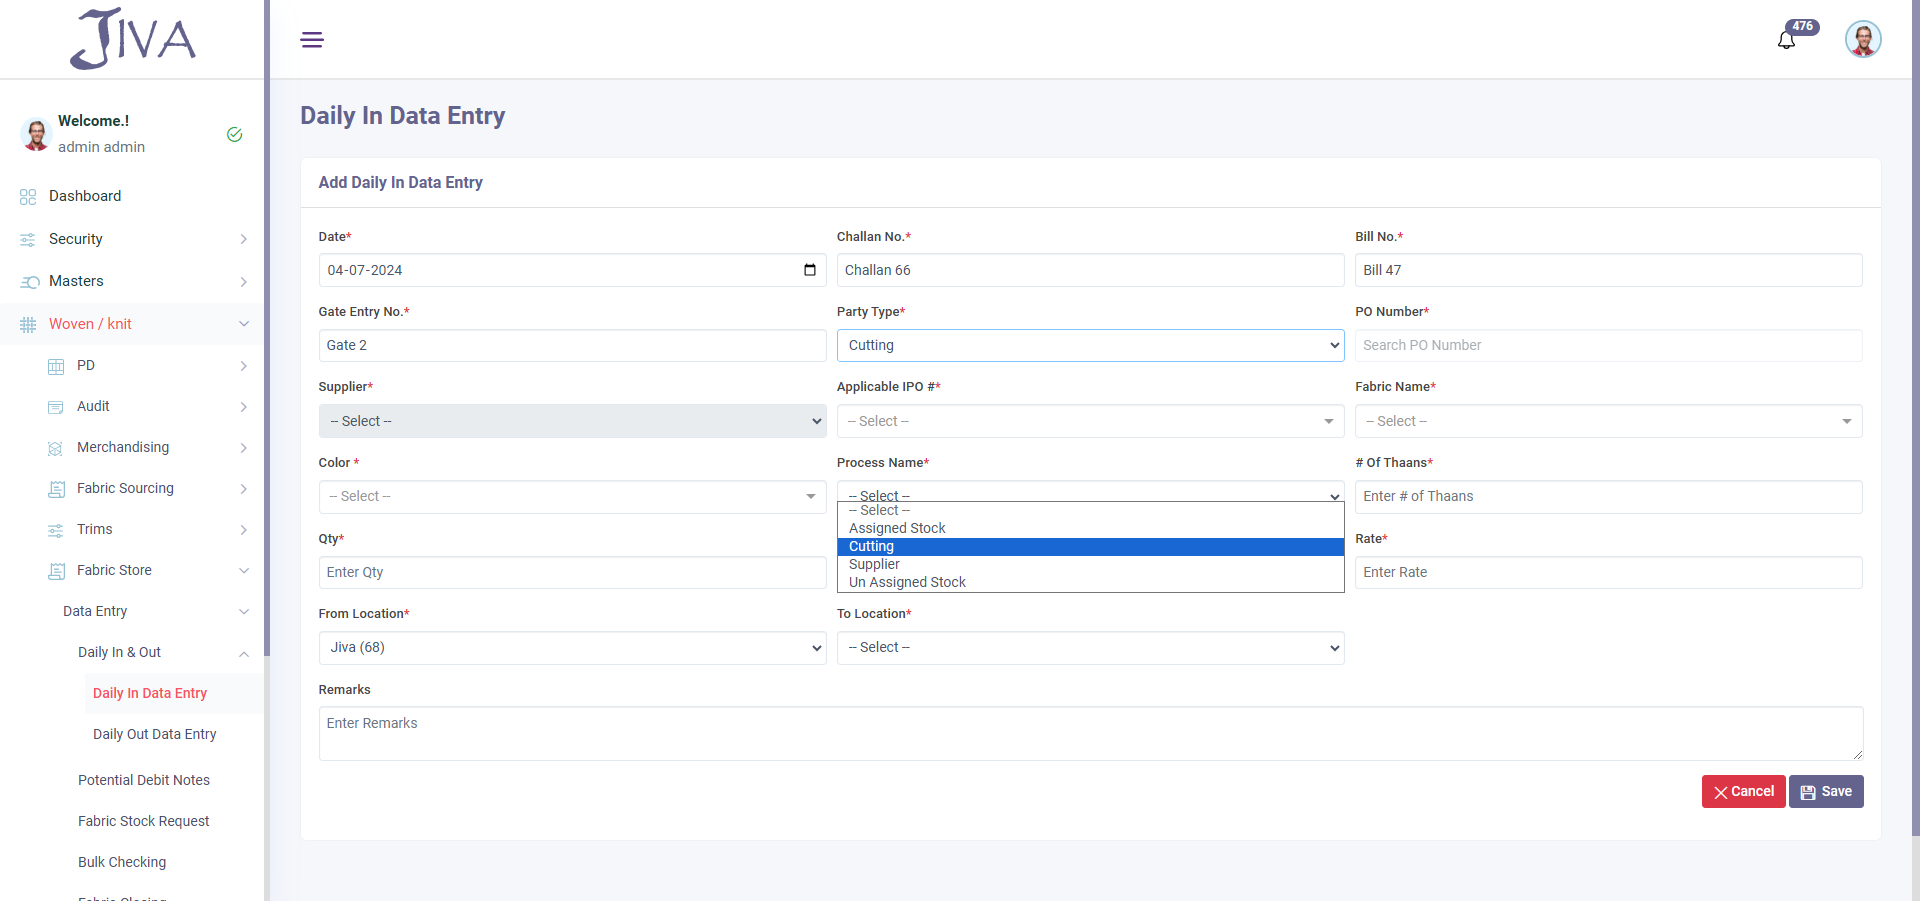 JIVA
476
Welcome.!
admin admin
Dashboard
Security
Masters
Woven / knit
PD
Audit
Merchandising
Fabric Sourcing
Trims
Fabric Store
Data Entry
Daily In & Out
Daily In Data Entry
Daily Out Data Entry
Potential Debit Notes
Fabric Stock Request
Bulk Checking
Daily In Data Entry
Add Daily In Data Entry
Date* Challan No.* Bill No.*
04-07-2024 Challan 66 Bill 47
Gate Entry No.* Party Type* PO Number*
Gate 2 Cutting Search PO Number
Supplier* Applicable IPO #* Fabric Name*
-- Select -- -- Select -- -- Select --
Color * Process Name* # Of Thaans*
-- Select -- -- Select -- Enter # of Thaans
-- Select --
Assigned Stock
Qty* Cutting Rate*
Supplier
Enter Qty Un Assigned Stock Enter Rate
From Location* To Location*
Jiva (68) -- Select --
Remarks
Enter Remarks
Cancel Save